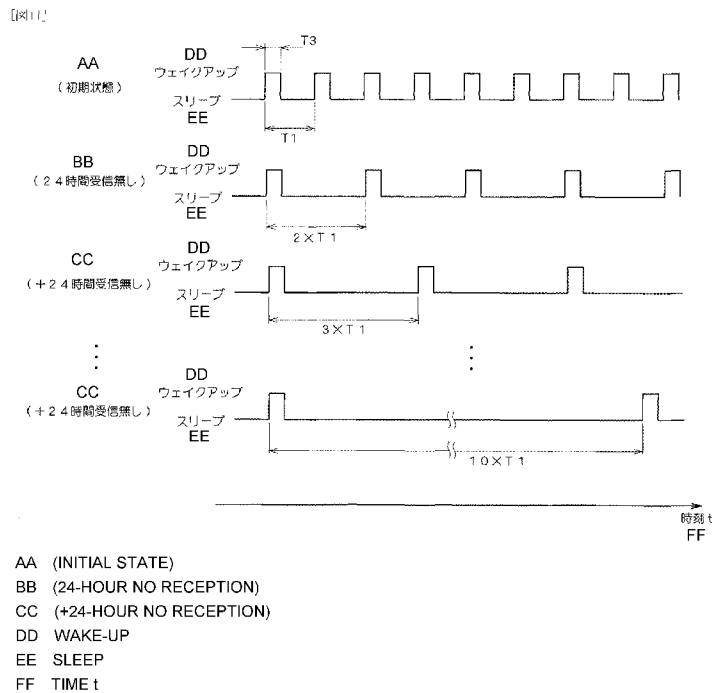 T3
AA
(初期状態)
DD
ウェイクアップ
スリープ
EE
T1
BB
(24時間受信無し)
DD
ウェイクアップ
スリープ
EE
2×T1
CC
(+24時間受信無し)
DD
ウェイクアップ
スリープ
EE
3×T1
CC
(+24時間受信無し)
DD
ウェイクアップ
スリープ
EE
10×T1
時刻 t
FF
AA (INITIAL STATE)
BB (24-HOUR NO RECEPTION)
CC (+24-HOUR NO RECEPTION)
DD WAKE-UP
EE SLEEP
FF TIME t